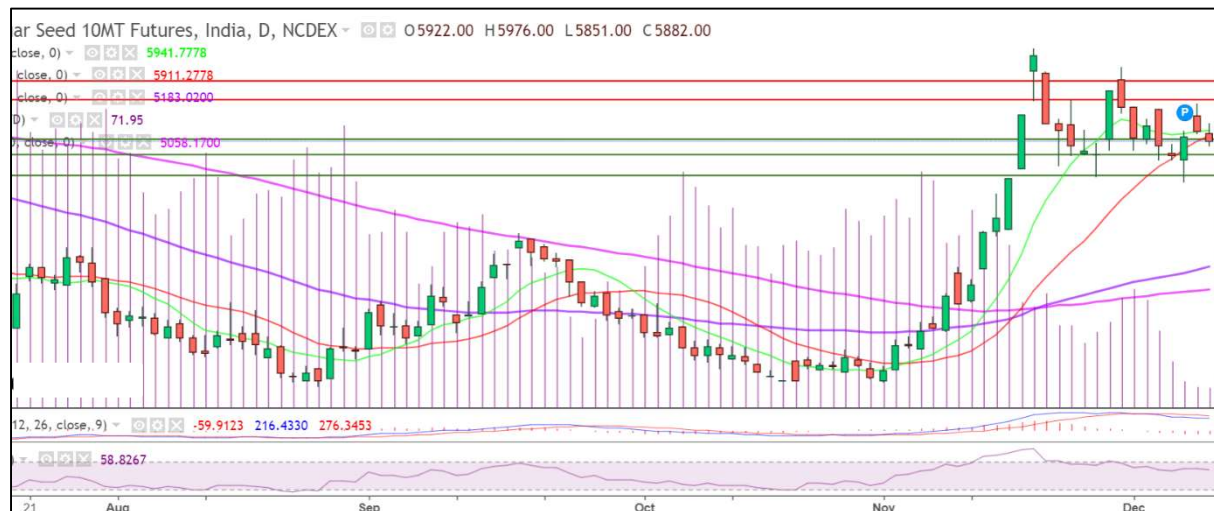 ar Seed 10MT Futures, India, D, NCDEX O5922.00 H5976.00 L5851.00 C5882.00
close, 0) 5941.7778
close, 0) 5911.2778
close, 0) 5183.0200
D) 71.95
0, close, 0) 5058.1700
P
12, 26, close, 9) -59.9123 216.4330 276.3453
) 58.8267
21 Aug Sep Oct Nov Dec